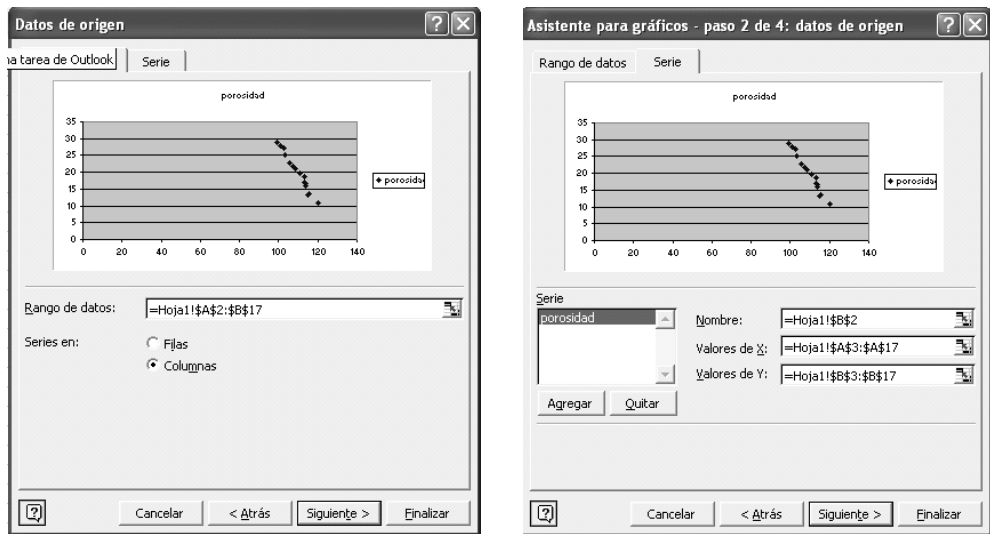 Datos de origen
na tarea de Outlook
Serie
porosidad
35
30
25
20
15
10
5
0
0 20 40 60 80 100 120 140
porosida
Rango de datos: =Hoja1!$A$2:$B$17
Series en: Filas
Columnas
Cancelar < Atrás Siguiente > Finalizar
Asistente para gráficos - paso 2 de 4: datos de origen
Rango de datos Serie
porosidad
35
30
25
20
15
10
5
0
0 20 40 60 80 100 120 140
porosida
Serie
porosidad
Nombre: =Hoja1!$B$2
Valores de X: =Hoja1!$A$3:$A$17
Valores de Y: =Hoja1!$B$3:$B$17
Agregar Quitar
Cancelar < Atrás Siguiente > Finalizar